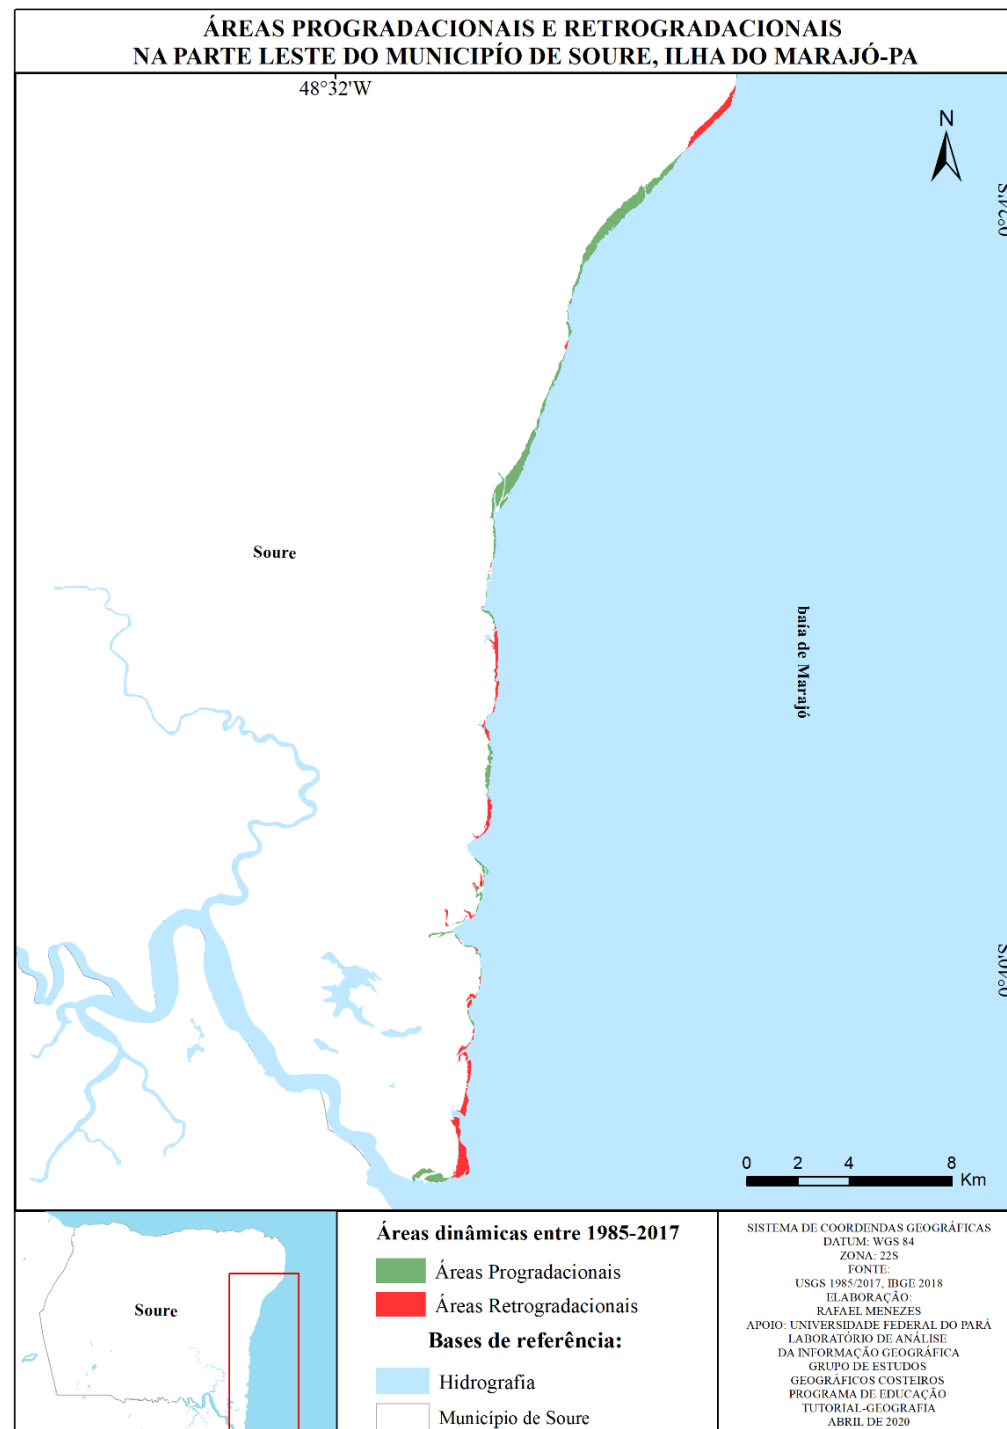 ÁREAS PROGRADACIONAIS E RETROGRADACIONAIS
NA PARTE LESTE DO MUNICIPÍO DE SOURE, ILHA DO MARAJÓ-PA
48°32'W
N
0°24'S
Soure
baía de Marajó
0°40'S
0 2 4 8
Km
Soure
Áreas dinâmicas entre 1985-2017
Áreas Progradacionais
Áreas Retrogradacionais
Bases de referência:
Hidrografia
Município de Soure
SISTEMA DE COORDENDAS GEOGRÁFICAS
DATUM: WGS 84
ZONA: 22S
FONTE:
USGS 1985/2017, IBGE 2018
ELABORAÇÃO:
RAFAEL MENEZES
APOIO: UNIVERSIDADE FEDERAL DO PARÁ
LABORATÓRIO DE ANÁLISE
DA INFORMAÇÃO GEOGRÁFICA
GRUPO DE ESTUDOS
GEOGRÁFICOS COSTEIROS
PROGRAMA DE EDUCAÇÃO
TUTORIAL-GEOGRAFIA
ABRIL DE 2020